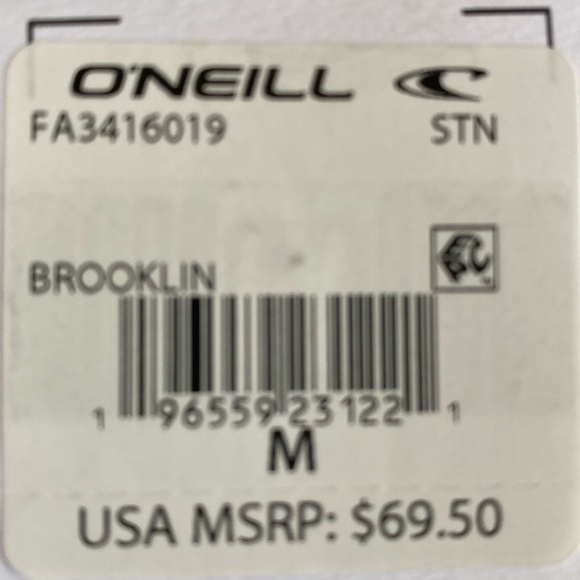 O'NEILL
FA3416019 STN
BROOKLIN
1 96559 23122 1
M
USA MSRP: $69.50